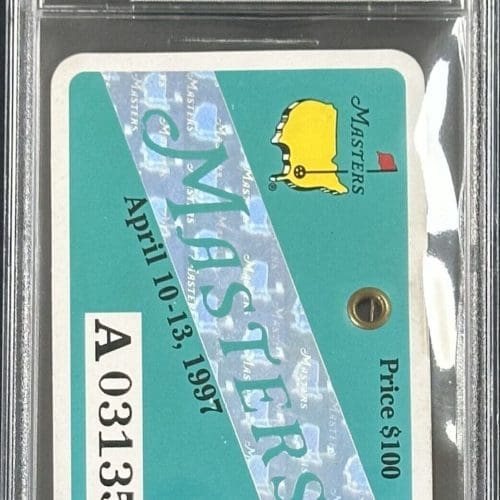 MASTERS
Price $100
MASTERS
April 10-13, 1997
A 0313